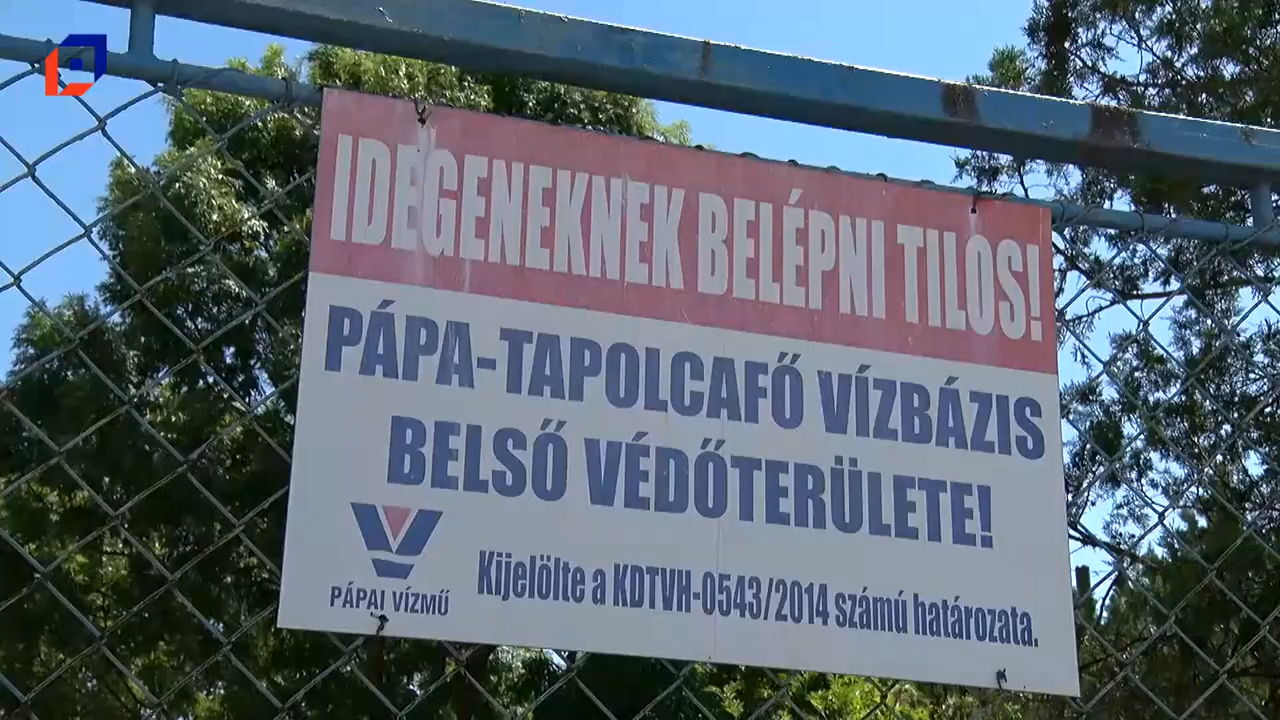 IDEGENEKNEK BELÉPNI TILOS!
PÁPA-TAPOLCAFŐ VÍZBÁZIS
BELSŐ VÉDŐTERÜLETE!
PÁPAI VÍZMŰ
Kijelölte a KDTVH-0543/2014 számú határozata.